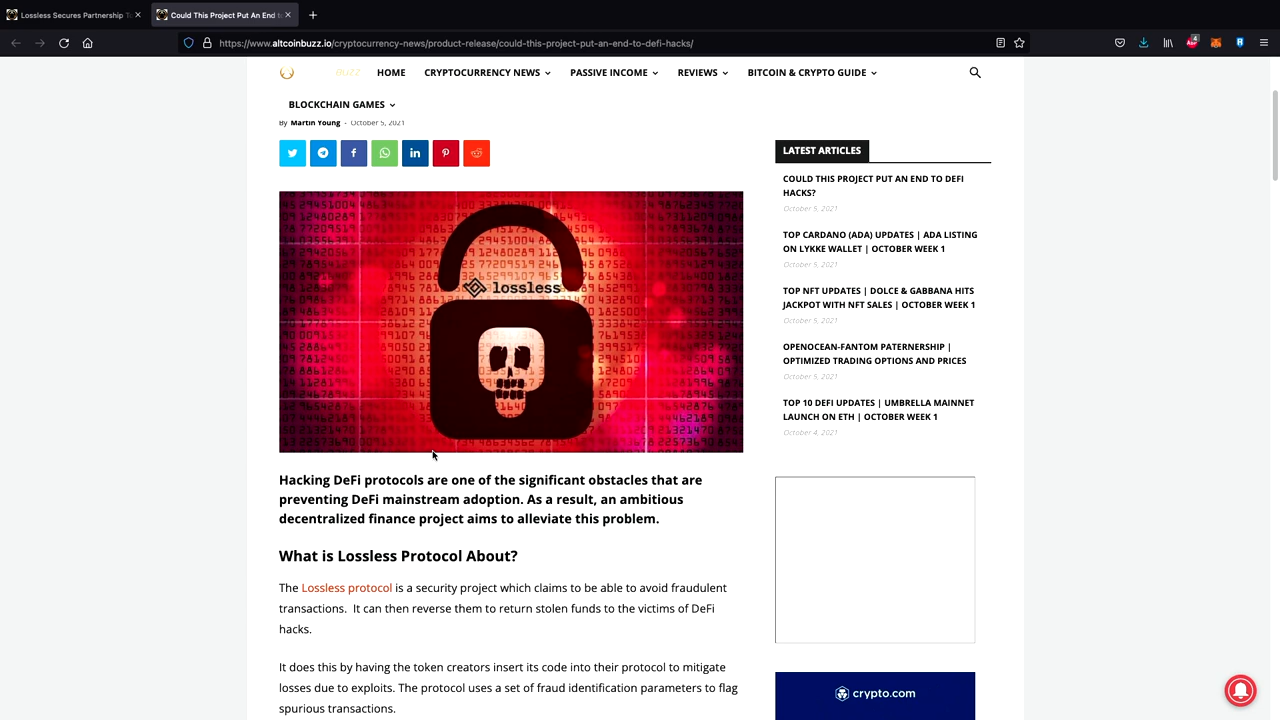 Lossless Secures Partnership T
Could This Project Put An End t
https://www.altcoinbuzz.io/cryptocurrency-news/product-release/could-this-project-put-an-end-to-defi-hacks/
4
BUZZ
HOME
CRYPTOCURRENCY NEWS
PASSIVE INCOME
REVIEWS
BITCOIN & CRYPTO GUIDE
BLOCKCHAIN GAMES
By Martin Young - October 5, 2021
lossless
Hacking DeFi protocols are one of the significant obstacles that are
preventing DeFi mainstream adoption. As a result, an ambitious
decentralized finance project aims to alleviate this problem.
What is Lossless Protocol About?
The Lossless protocol is a security project which claims to be able to avoid fraudulent
transactions. It can then reverse them to return stolen funds to the victims of DeFi
hacks.
It does this by having the token creators insert its code into their protocol to mitigate
losses due to exploits. The protocol uses a set of fraud identification parameters to flag
spurious transactions.
LATEST ARTICLES
COULD THIS PROJECT PUT AN END TO DEFI
HACKS?
October 5, 2021
TOP CARDANO (ADA) UPDATES | ADA LISTING
ON LYKKE WALLET | OCTOBER WEEK 1
October 5, 2021
TOP NFT UPDATES | DOLCE & GABBANA HITS
JACKPOT WITH NFT SALES | OCTOBER WEEK 1
October 5, 2021
OPENOCEAN-FANTOM PATERNERSHIP |
OPTIMIZED TRADING OPTIONS AND PRICES
October 5, 2021
TOP 10 DEFI UPDATES | UMBRELLA MAINNET
LAUNCH ON ETH | OCTOBER WEEK 1
October 4, 2021
crypto.com